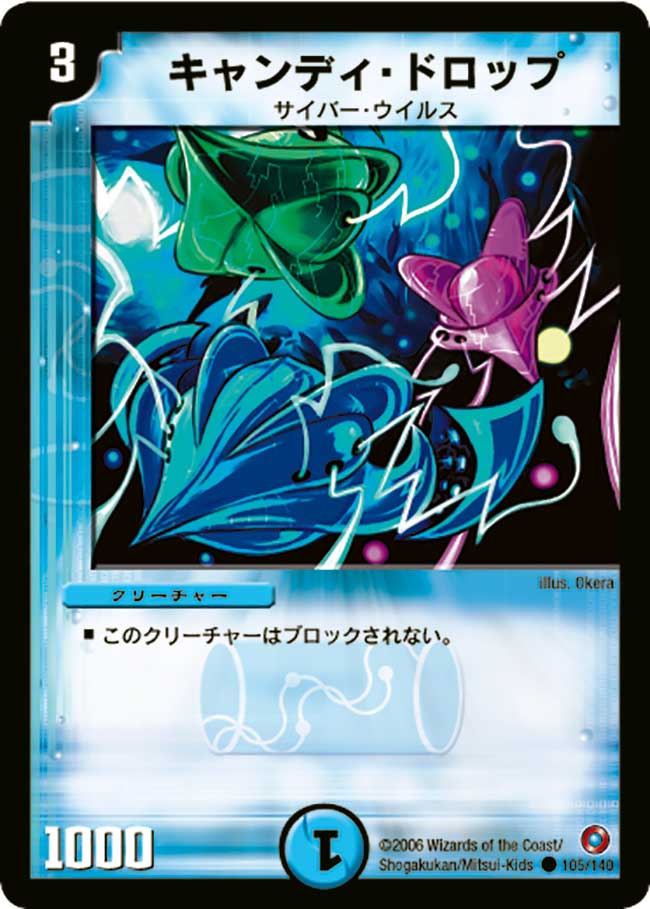 3
キャンディ・ドロップ
サイバー・ウイルス
illus. Okera
クリーチャー
■ このクリーチャーはブロックされない。
1000
1
©2006 Wizards of the Coast/
Shogakukan/Mitsui-Kids ● 105/140